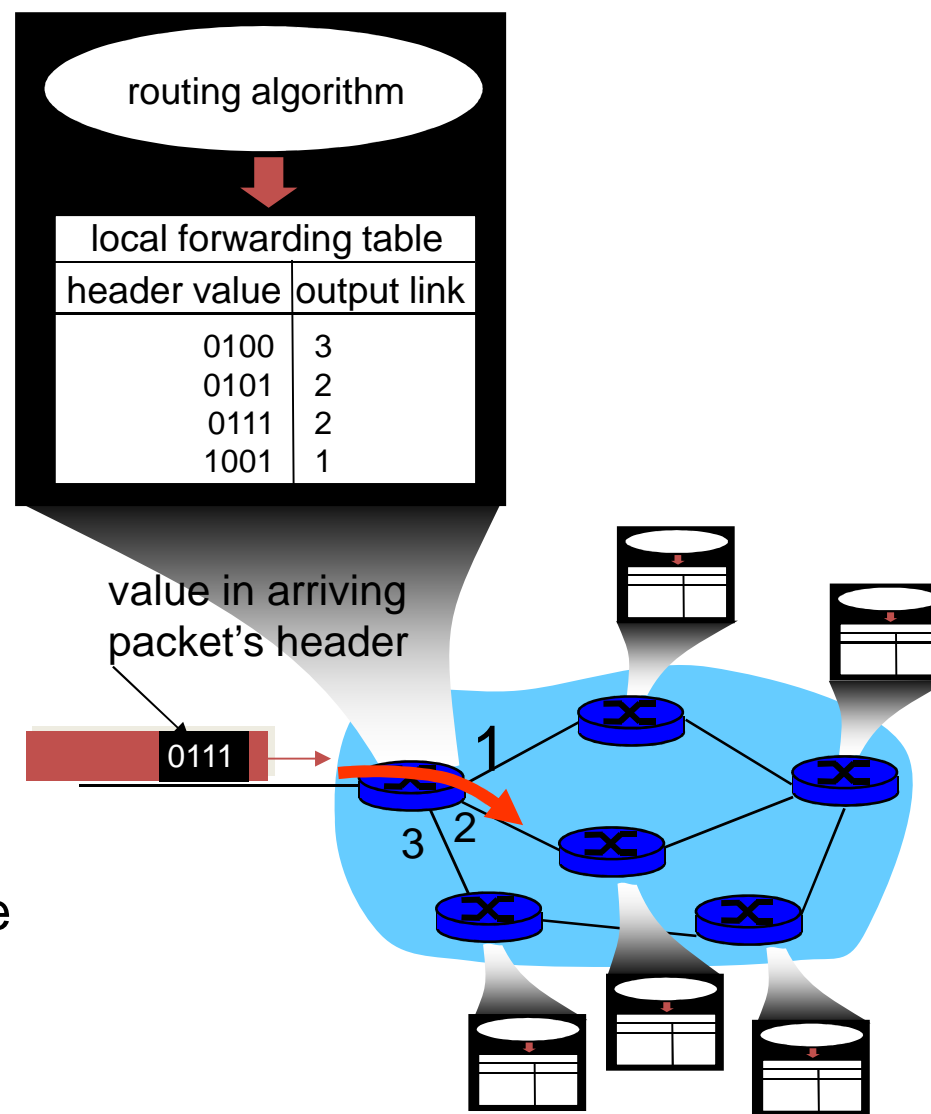 routing algorithm
local forwarding table
header value output link
0100 3
0101 2
0111 2
1001 1
value in arriving
packet’s header
0111
1
2
3
e